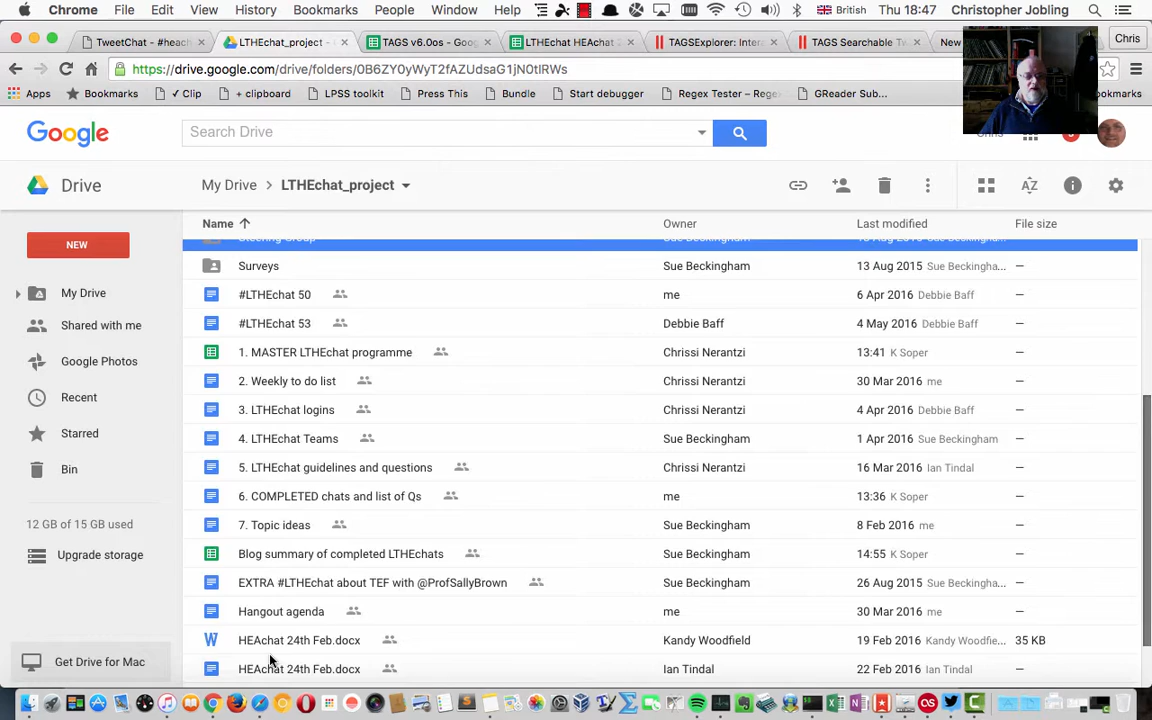 Chrome File Edit View History Bookmarks People Window Help British Thu 18:47 Christopher Jobling
TweetChat - #heach LTHEchat_project - TAGS v6.0os - Goog LTHEchat HEAchat 2 TAGSExplorer: Inter TAGS Searchable Tw New Chris
https://drive.google.com/drive/folders/0B6ZY0yWyT2fAZUdsaG1jN0tIRWs
Apps Bookmarks ✓ Clip + clipboard LPSS toolkit Press This Bundle Start debugger Regex Tester – Rege GReader Sub... okmarks
Google Search Drive Chris
Drive My Drive > LTHEchat_project
Name Owner Last modified File size
NEW
Steering Group Sue Beckingham
Surveys Sue Beckingham 13 Aug 2015 Sue Beckingha... —
My Drive #LTHEchat 50 me 6 Apr 2016 Debbie Baff —
Shared with me #LTHEchat 53 Debbie Baff 4 May 2016 Debbie Baff —
Google Photos 1. MASTER LTHEchat programme Chrissi Nerantzi 13:41 K Soper —
Recent 2. Weekly to do list Chrissi Nerantzi 30 Mar 2016 me —
3. LTHEchat logins Chrissi Nerantzi 4 Apr 2016 Debbie Baff —
Starred 4. LTHEchat Teams Sue Beckingham 1 Apr 2016 Sue Beckingham —
Bin 5. LTHEchat guidelines and questions Chrissi Nerantzi 16 Mar 2016 Ian Tindal —
6. COMPLETED chats and list of Qs me 13:36 K Soper —
12 GB of 15 GB used 7. Topic ideas Sue Beckingham 8 Feb 2016 me —
Upgrade storage Blog summary of completed LTHEchats Sue Beckingham 14:55 K Soper —
EXTRA #LTHEchat about TEF with @ProfSallyBrown Sue Beckingham 26 Aug 2015 Sue Beckingha... —
Hangout agenda me 30 Mar 2016 me —
HEAchat 24th Feb.docx Kandy Woodfield 19 Feb 2016 Kandy Woodfie... 35 KB
Get Drive for Mac HEAchat 24th Feb.docx Ian Tindal 22 Feb 2016 Ian Tindal —